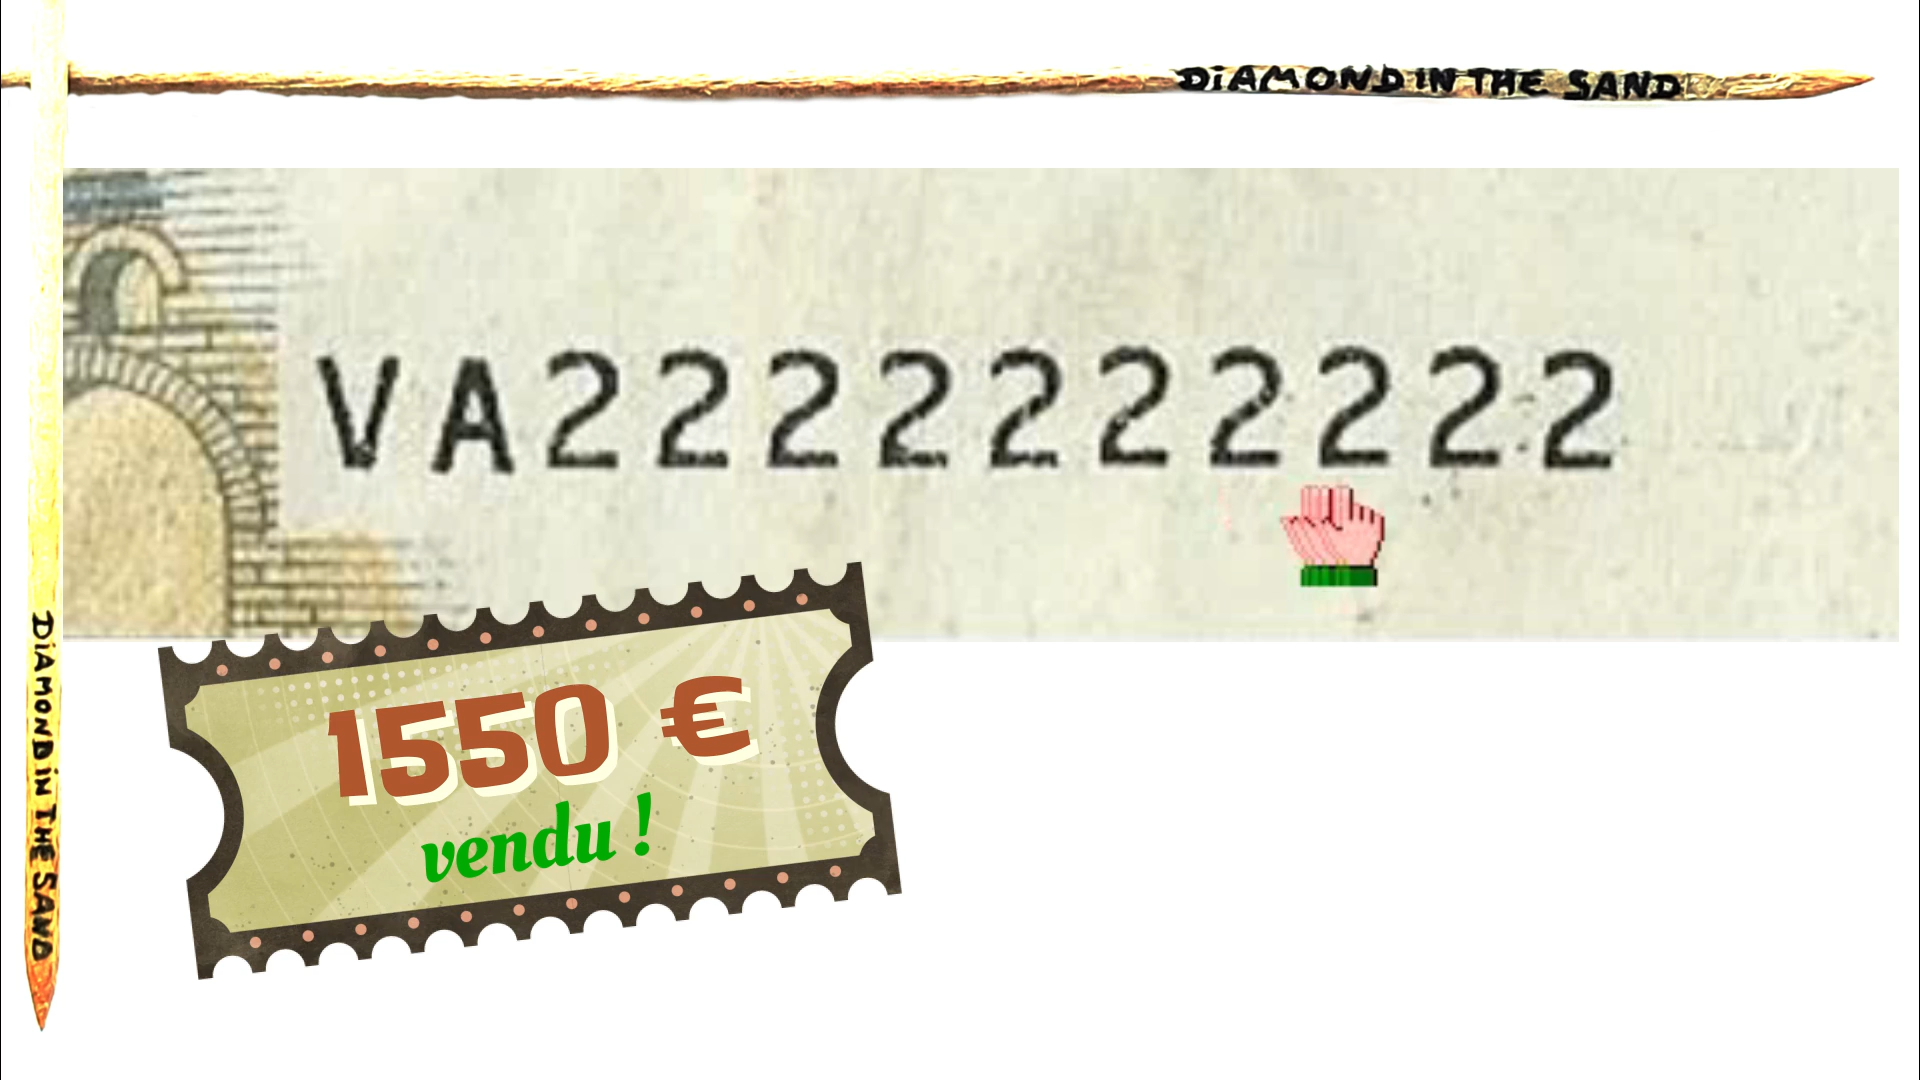 DiAMOND IN THE SAND
VA2222222222
1550 €
vendu !
DiAMOND iN THE SAND